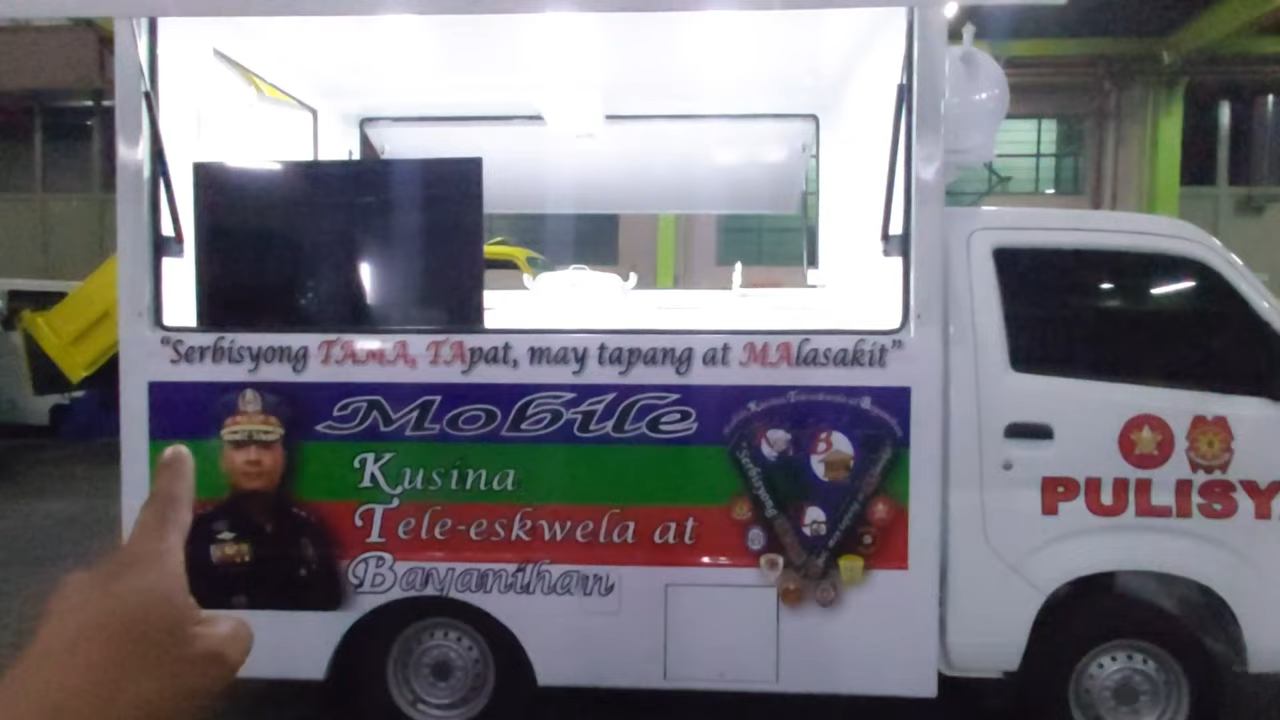 "Serbisyong TAMA, TApat, may tapang at MAlasakit"
Mobile
Kusina
Tele-eskwela at
Bayanihan
PULISY